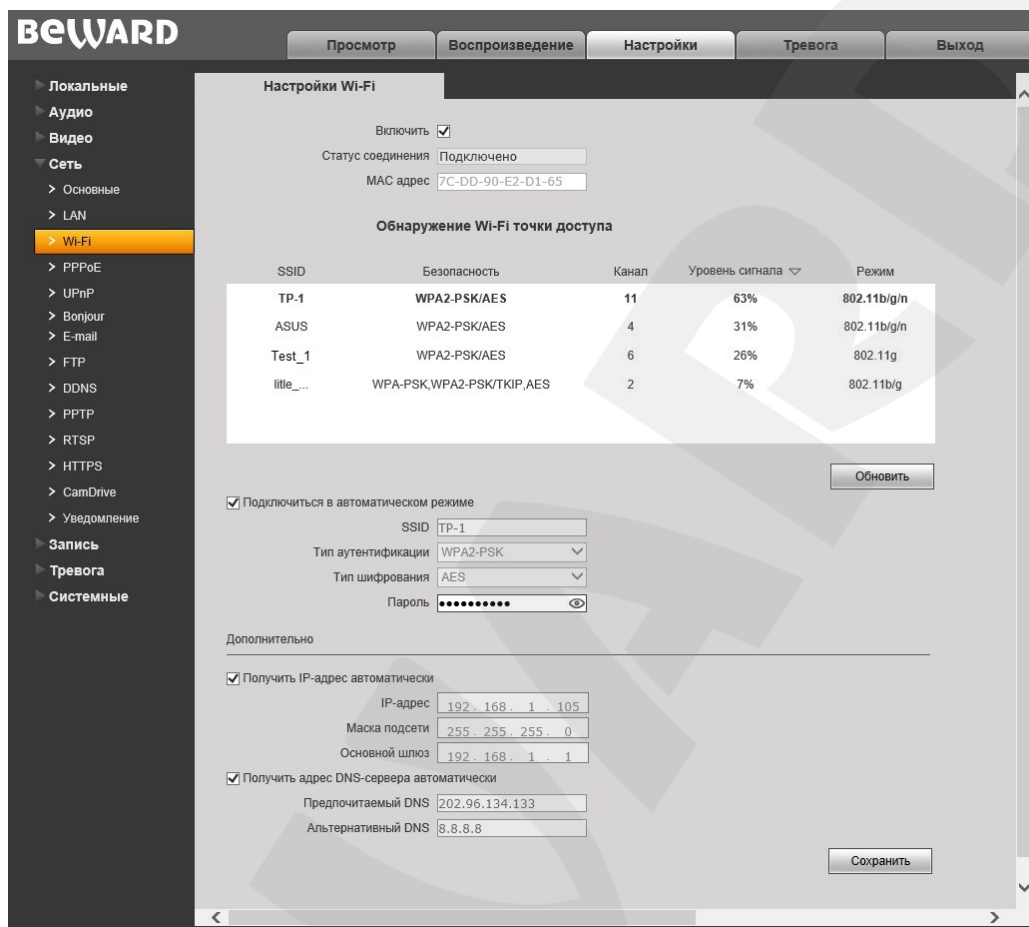 BEWARD
Просмотр Воспроизведение Настройки Тревога Выход
Локальные
Аудио
Видео
Сеть
Основные
LAN
Wi-Fi
PPPoE
UPnP
Bonjour
E-mail
FTP
DDNS
PPTP
RTSP
HTTPS
CamDrive
Уведомление
Запись
Тревога
Системные
Настройки Wi-Fi
Включить
Статус соединения Подключено
MAC адрес 7C-DD-90-E2-D1-65
Обнаружение Wi-Fi точки доступа
SSID Безопасность Канал Уровень сигнала Режим
TP-1 WPA2-PSK/AES 11 63% 802.11b/g/n
ASUS WPA2-PSK/AES 4 31% 802.11b/g/n
Test_1 WPA2-PSK/AES 6 26% 802.11g
litle_... WPA-PSK,WPA2-PSK/TKIP,AES 2 7% 802.11b/g
Обновить
Подключиться в автоматическом режиме
SSID TP-1
Тип аутентификации WPA2-PSK
Тип шифрования AES
Пароль ••••••••••
Дополнительно
Получить IP-адрес автоматически
IP-адрес 192 . 168 . 1 . 105
Маска подсети 255 . 255 . 255 . 0
Основной шлюз 192 . 168 . 1 . 1
Получить адрес DNS-сервера автоматически
Предпочитаемый DNS 202.96.134.133
Альтернативный DNS 8.8.8.8
Сохранить